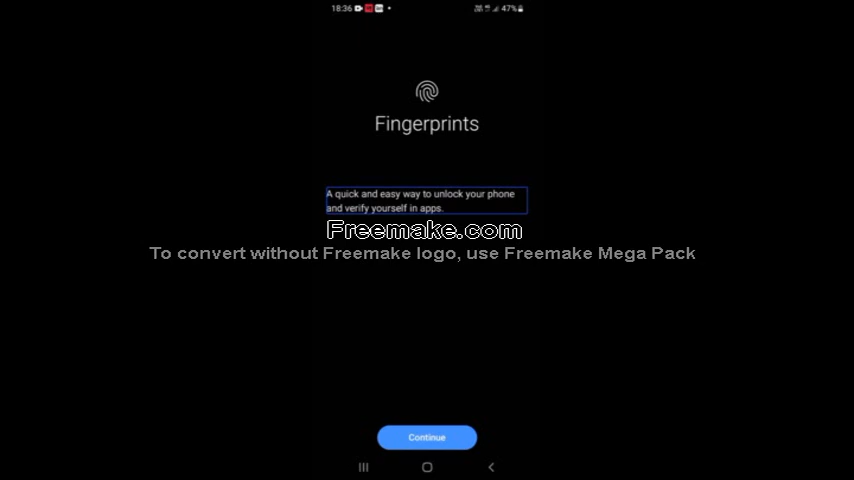 18:36
47%
Fingerprints
A quick and easy way to unlock your phone
and verify yourself in apps.
Freemake.com
To convert without Freemake logo, use Freemake Mega Pack
Continue